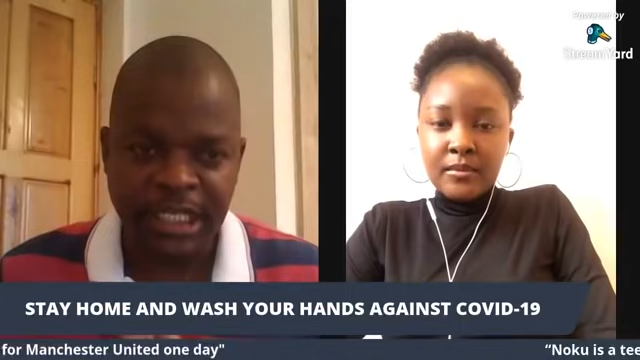 Powered by
StreamYard
STAY HOME AND WASH YOUR HANDS AGAINST COVID-19
for Manchester United one day" “Noku is a tee